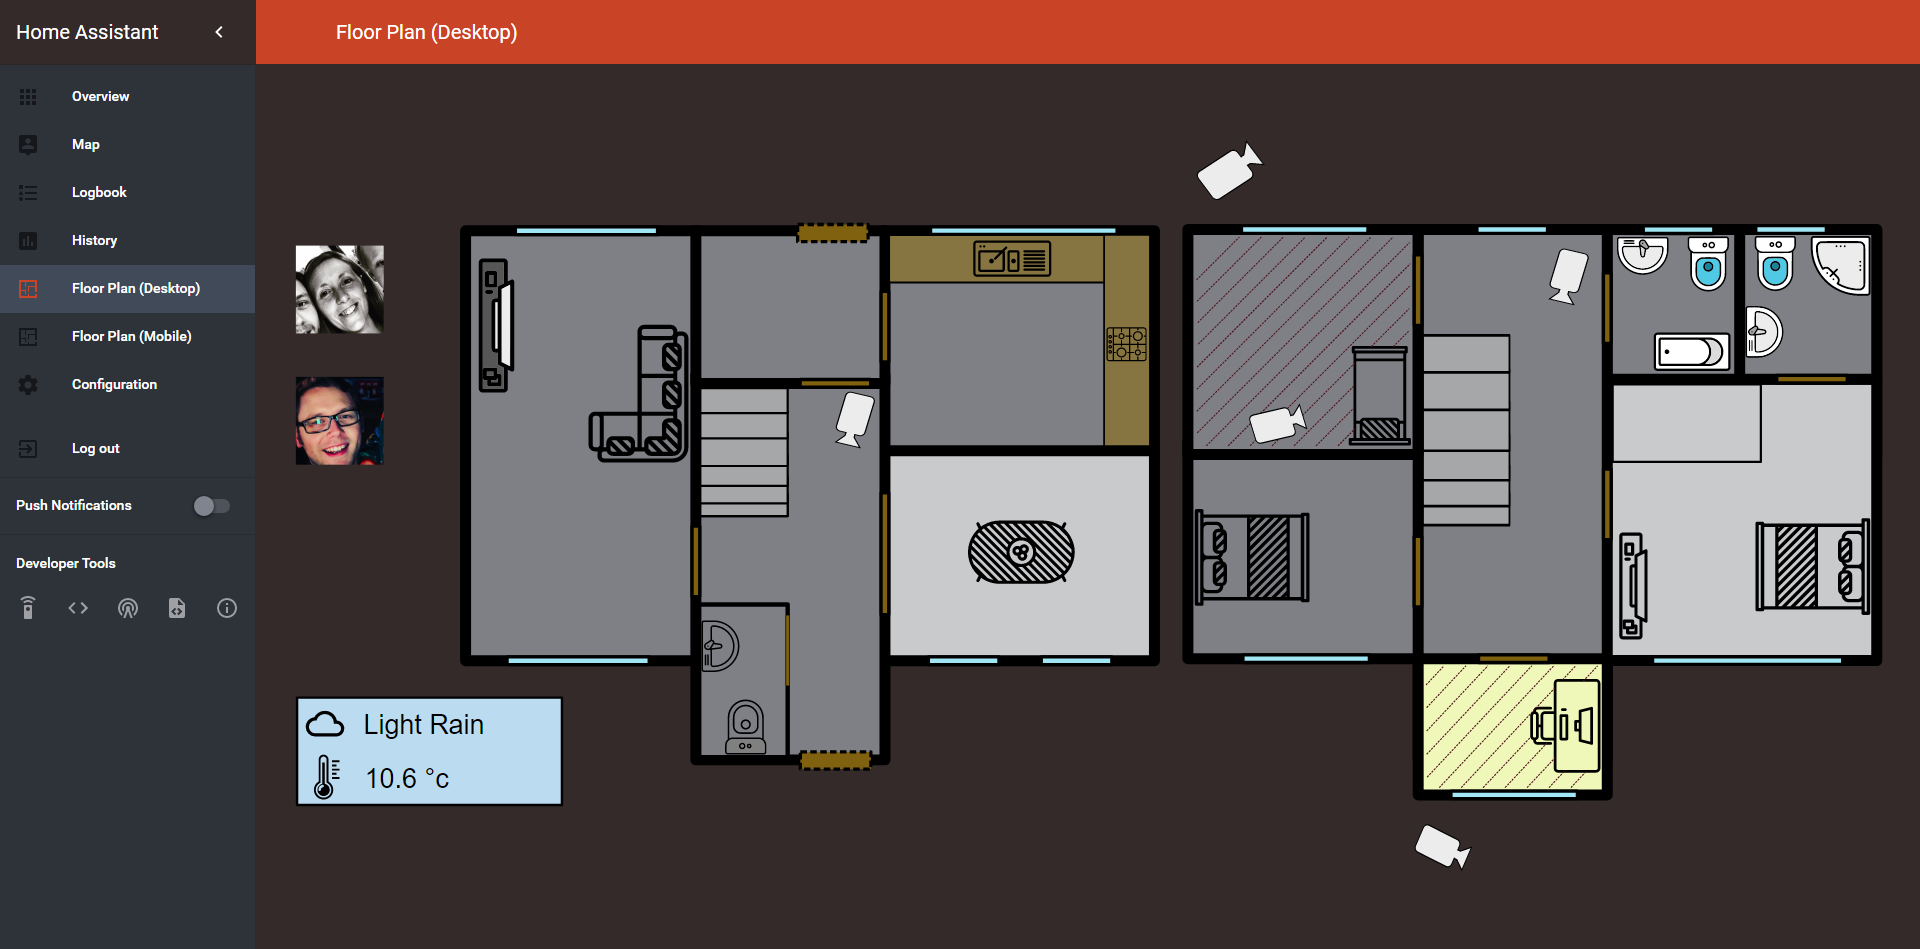 Home Assistant
Floor Plan (Desktop)
Overview
Map
Logbook
History
Floor Plan (Desktop)
Floor Plan (Mobile)
Configuration
Log out
Push Notifications
Developer Tools
Light Rain
10.6 °c